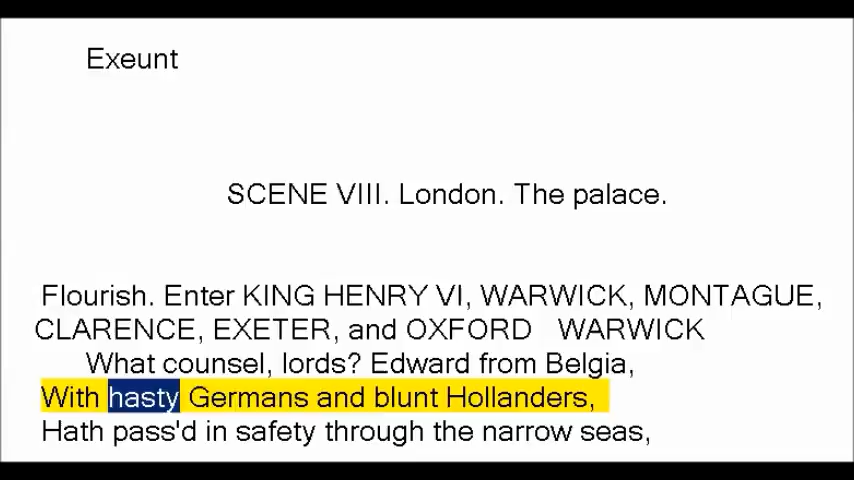 Exeunt
SCENE VIII. London. The palace.
Flourish. Enter KING HENRY VI, WARWICK, MONTAGUE,
CLARENCE, EXETER, and OXFORD WARWICK
What counsel, lords? Edward from Belgia,
With hasty Germans and blunt Hollanders,
Hath pass'd in safety through the narrow seas,